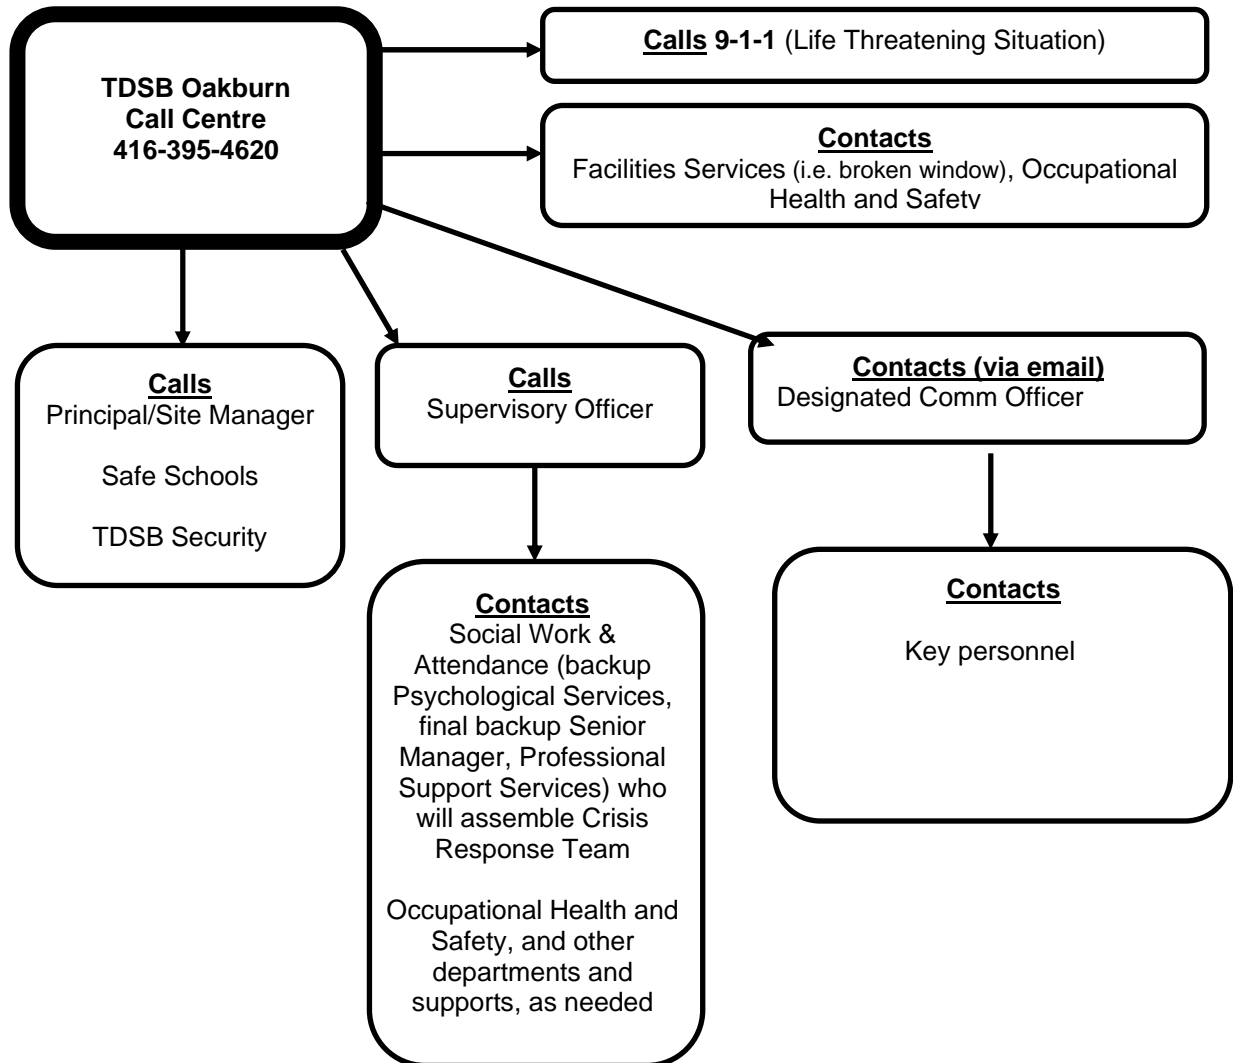 TDSB Oakburn
Call Centre
416-395-4620
Calls 9-1-1 (Life Threatening Situation)
Contacts
Facilities Services (i.e. broken window), Occupational
Health and Safety
Calls
Principal/Site Manager
Safe Schools
TDSB Security
Calls
Supervisory Officer
Contacts (via email)
Designated Comm Officer
Contacts
Social Work &
Attendance (backup
Psychological Services,
final backup Senior
Manager, Professional
Support Services) who
will assemble Crisis
Response Team
Occupational Health and
Safety, and other
departments and
supports, as needed
Contacts
Key personnel